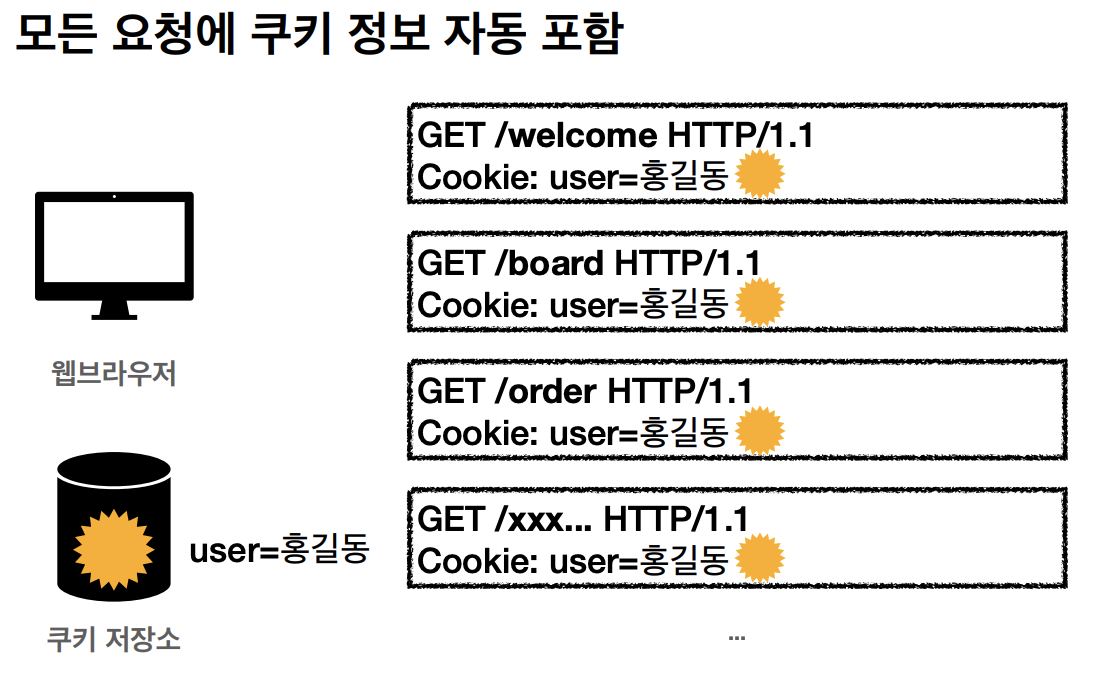 모든 요청에 쿠키 정보 자동 포함
GET /welcome HTTP/1.1
Cookie: user=홍길동
GET /board HTTP/1.1
Cookie: user=홍길동
웹브라우저
GET /order HTTP/1.1
Cookie: user=홍길동
GET /xxx... HTTP/1.1
Cookie: user=홍길동
user=홍길동
쿠키 저장소
...